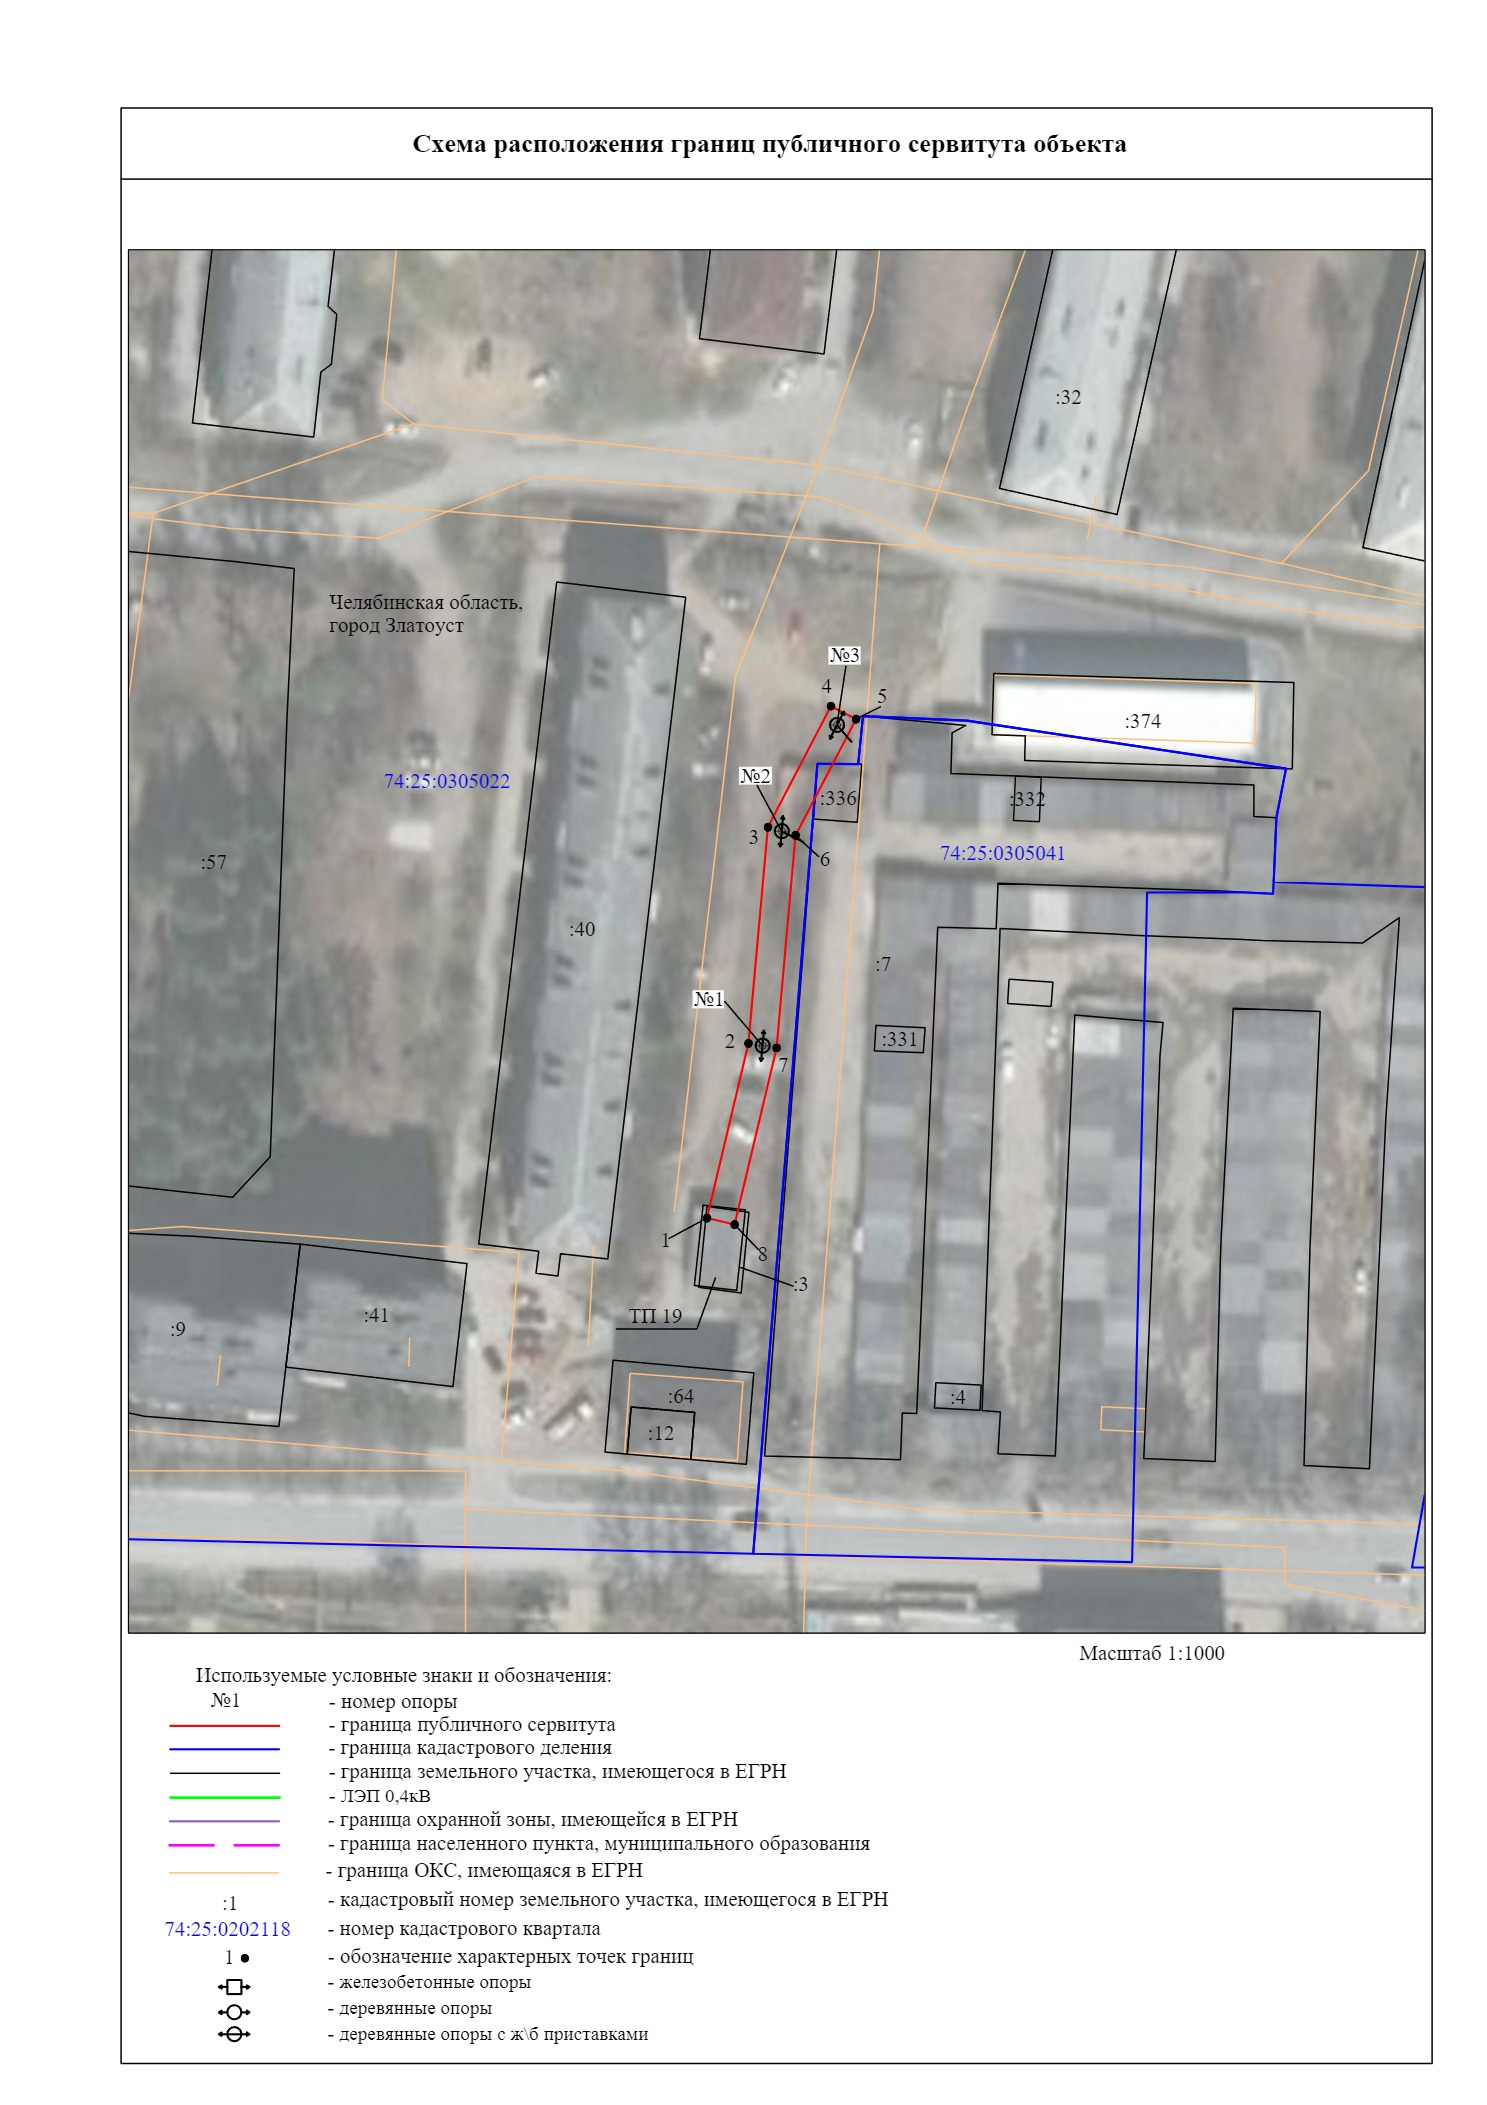 Схема расположения границ публичного сервитута объекта
:32
Челябинская область,
город Златоуст
№3
4
5
:374
74:25:0305022
№2
:336
:332
3
6
74:25:0305041
:57
:40
:7
№1
2
7
:331
1
8
:3
ТП 19
:9
:41
:64
:12
:4
Масштаб 1:1000
Используемые условные знаки и обозначения:
№1 - номер опоры
- граница публичного сервитута
- граница кадастрового деления
- граница земельного участка, имеющегося в ЕГРН
- ЛЭП 0,4кВ
- граница охранной зоны, имеющейся в ЕГРН
- граница населенного пункта, муниципального образования
- граница ОКС, имеющаяся в ЕГРН
:1 - кадастровый номер земельного участка, имеющегося в ЕГРН
74:25:0202118 - номер кадастрового квартала
1 - обозначение характерных точек границ
- железобетонные опоры
- деревянные опоры
- деревянные опоры с ж\б приставками